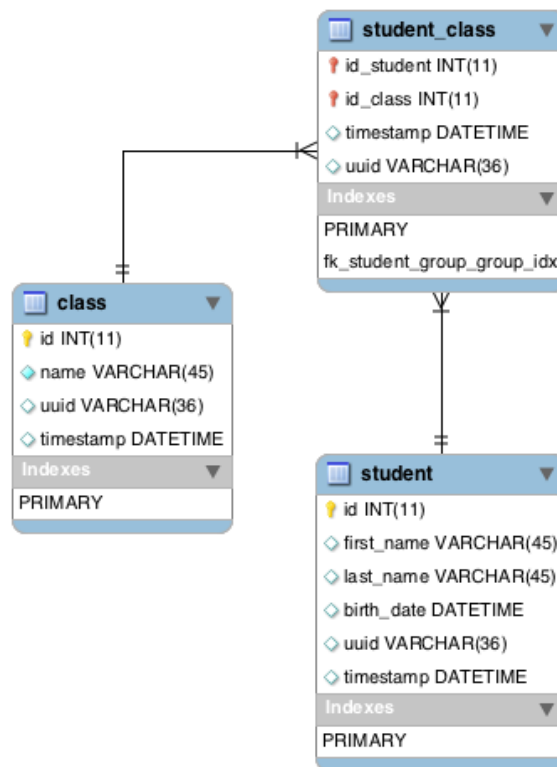 student_class
id_student INT(11)
id_class INT(11)
timestamp DATETIME
uuid VARCHAR(36)
Indexes
PRIMARY
fk_student_group_group_idx
class
id INT(11)
name VARCHAR(45)
uuid VARCHAR(36)
timestamp DATETIME
Indexes
PRIMARY
student
id INT(11)
first_name VARCHAR(45)
last_name VARCHAR(45)
birth_date DATETIME
uuid VARCHAR(36)
timestamp DATETIME
Indexes
PRIMARY